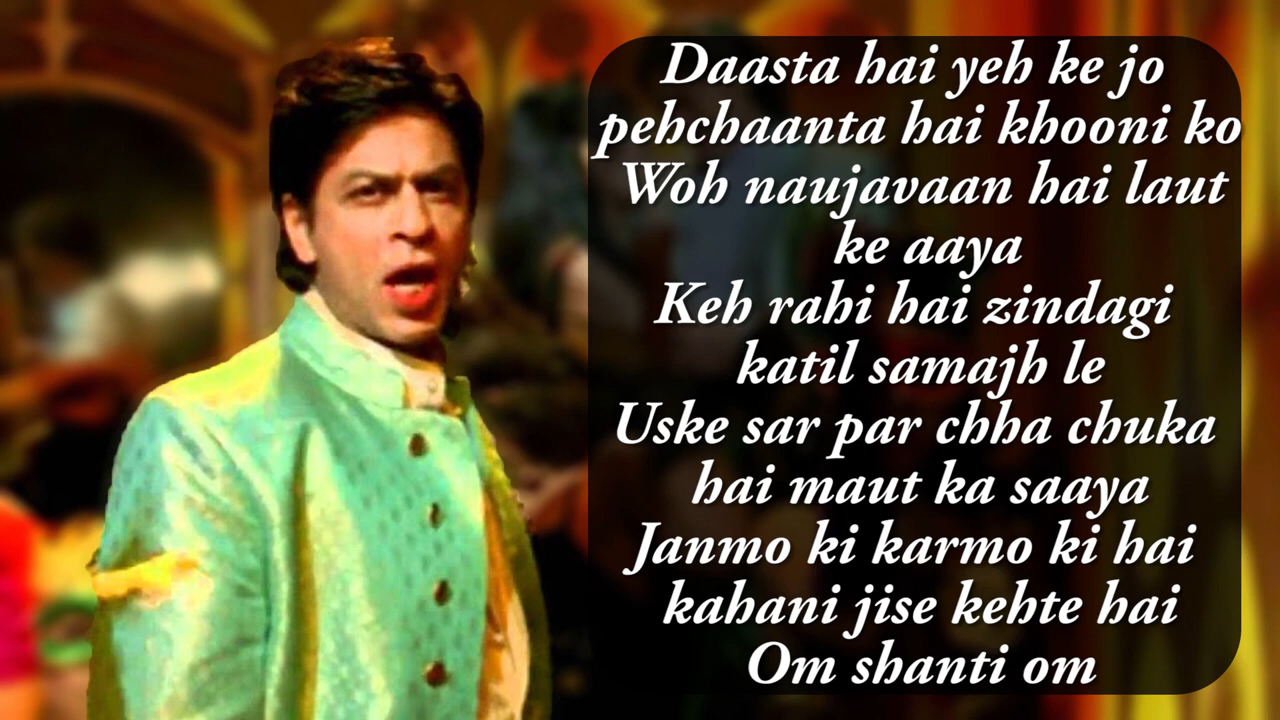 Daasta hai yeh ke jo
pehchaanta hai khooni ko
Woh naujavaan hai laut
ke aaya
Keh rahi hai zindagi
katil samajh le
Uske sar par chha chuka
hai maut ka saaya
Janmo ki karmo ki hai
kahani jise kehte hai
Om shanti om